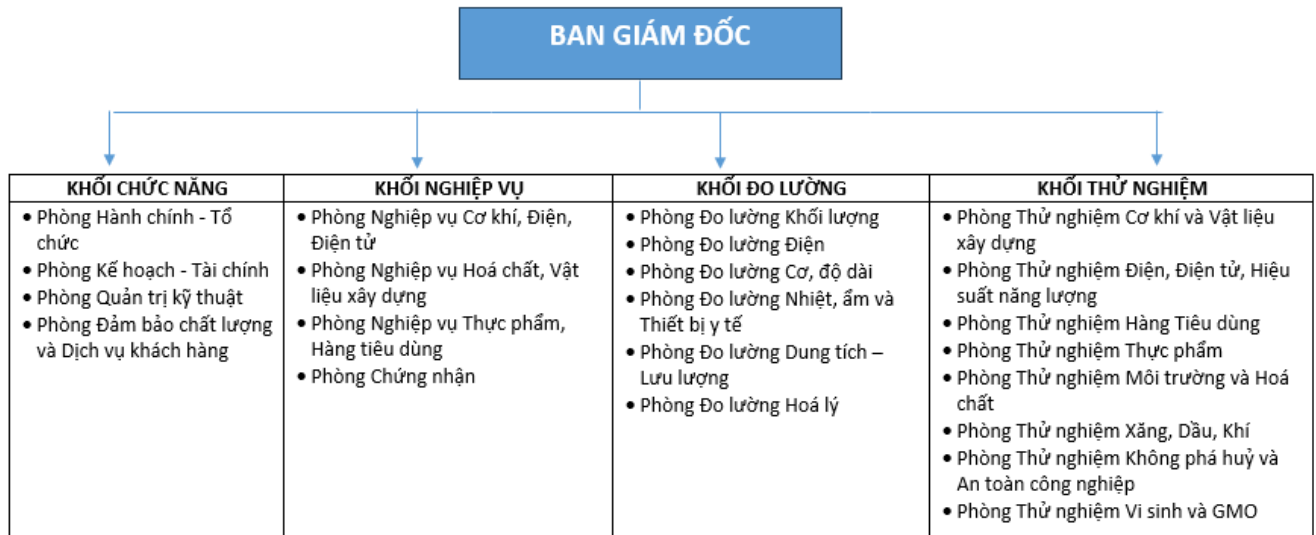 BAN GIÁM ĐỐC
KHỐI CHỨC NĂNG
• Phòng Hành chính - Tổ
chức
• Phòng Kế hoạch - Tài chính
• Phòng Quản trị kỹ thuật
• Phòng Đảm bảo chất lượng
và Dịch vụ khách hàng
KHỐI NGHIỆP VỤ
• Phòng Nghiệp vụ Cơ khí, Điện,
Điện tử
• Phòng Nghiệp vụ Hoá chất, Vật
liệu xây dựng
• Phòng Nghiệp vụ Thực phẩm,
Hàng tiêu dùng
• Phòng Chứng nhận
KHỐI ĐO LƯỜNG
• Phòng Đo lường Khối lượng
• Phòng Đo lường Điện
• Phòng Đo lường Cơ, độ dài
• Phòng Đo lường Nhiệt, ẩm và
Thiết bị y tế
• Phòng Đo lường Dung tích –
Lưu lượng
• Phòng Đo lường Hoá lý
KHỐI THỬ NGHIỆM
• Phòng Thử nghiệm Cơ khí và Vật liệu
xây dựng
• Phòng Thử nghiệm Điện, Điện tử, Hiệu
suất năng lượng
• Phòng Thử nghiệm Hàng Tiêu dùng
• Phòng Thử nghiệm Thực phẩm
• Phòng Thử nghiệm Môi trường và Hoá
chất
• Phòng Thử nghiệm Xăng, Dầu, Khí
• Phòng Thử nghiệm Không phá huỷ và
An toàn công nghiệp
• Phòng Thử nghiệm Vi sinh và GMO